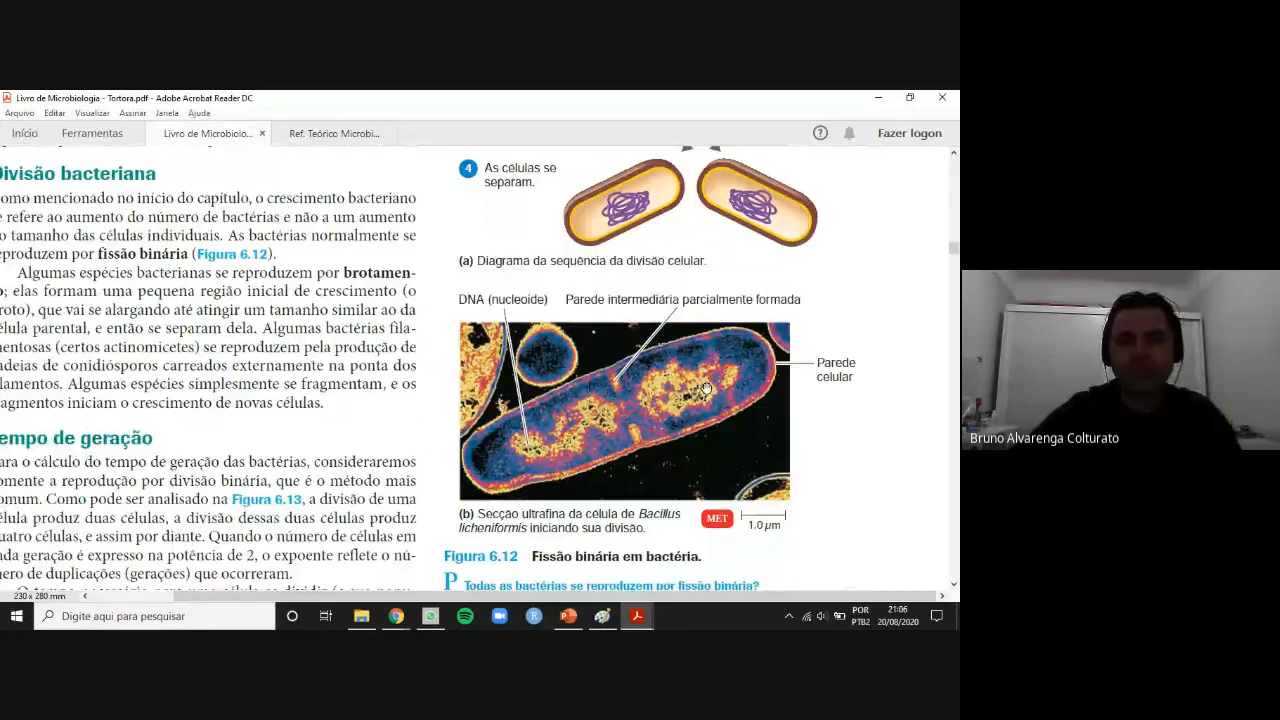 Livro de Microbiologia - Tortora.pdf - Adobe Acrobat Reader DC
Arquivo Editar Visualizar Assinar Janela Ajuda
Início Ferramentas Livro de Microbiolo... × Ref. Teórico Microbi... ? Fazer logon
Divisão bacteriana
omo mencionado no início do capítulo, o crescimento bacteriano
e refere ao aumento do número de bactérias e não a um aumento
o tamanho das células individuais. As bactérias normalmente se
eproduzem por fissão binária (Figura 6.12).
Algumas espécies bacterianas se reproduzem por brotamen-
o; elas formam uma pequena região inicial de crescimento (o
roto), que vai se alargando até atingir um tamanho similar ao da
élula parental, e então se separam dela. Algumas bactérias fila-
mentosas (certos actinomicetes) se reproduzem pela produção de
adeias de conidiósporos carreados externamente na ponta dos
lamentos. Algumas espécies simplesmente se fragmentam, e os
ragmentos iniciam o crescimento de novas células.
empo de geração
ara o cálculo do tempo de geração das bactérias, consideraremos
omente a reprodução por divisão binária, que é o método mais
omum. Como pode ser analisado na Figura 6.13, a divisão de uma
élula produz duas células, a divisão dessas duas células produz
uatro células, e assim por diante. Quando o número de células em
ada geração é expresso na potência de 2, o expoente reflete o nú-
mero de duplicações (gerações) que ocorreram.
4 As células se
separam.
(a) Diagrama da sequência da divisão celular.
DNA (nucleoide) Parede intermediária parcialmente formada
Parede
celular
(b) Secção ultrafina da célula de Bacillus
licheniformis iniciando sua divisão.
MET
1.0 µm
Figura 6.12 Fissão binária em bactéria.
P Todas as bactérias se reproduzem por fissão binária?
230 x 280 mm
Digite aqui para pesquisar
POR
PTB2
21:06
20/08/2020
Bruno Alvarenga Colturato